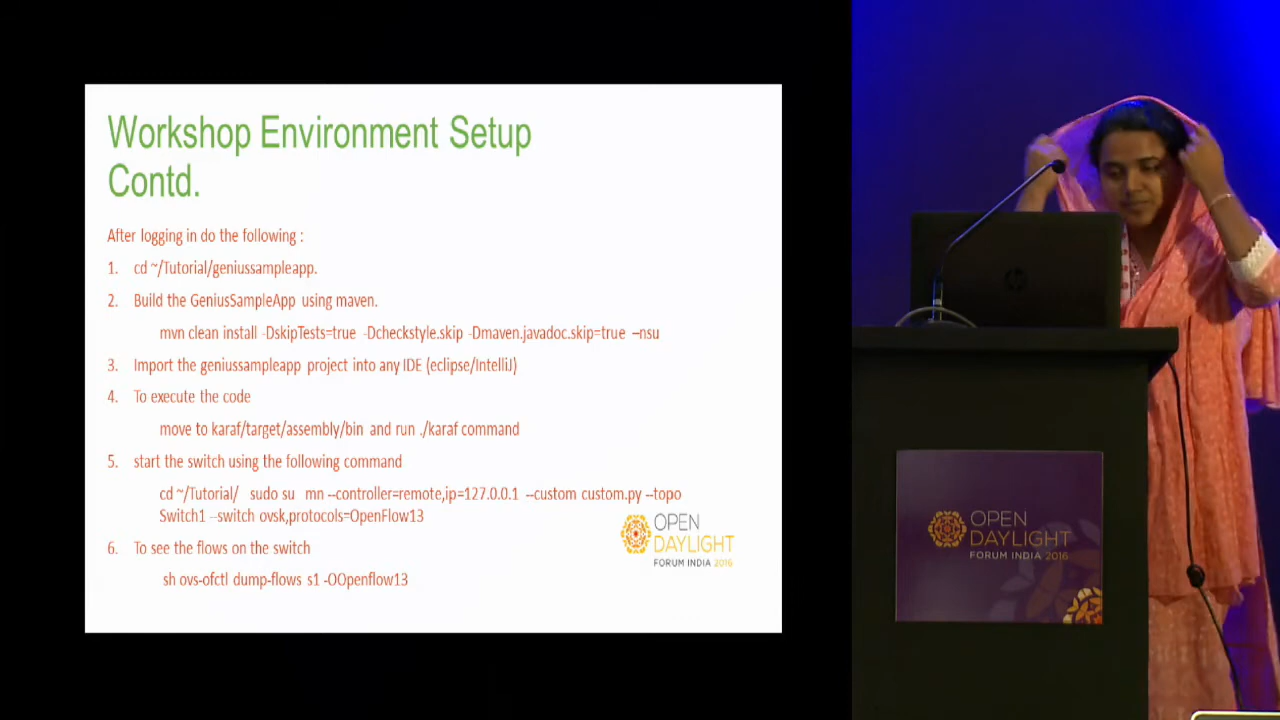 Workshop Environment Setup
Contd.
After logging in do the following :
1. cd ~/Tutorial/geniussampleapp.
2. Build the GeniusSampleApp using maven.
mvn clean install -DskipTests=true -Dcheckstyle.skip -Dmaven.javadoc.skip=true –nsu
3. Import the geniussampleapp project into any IDE (eclipse/IntelliJ)
4. To execute the code
move to karaf/target/assembly/bin and run ./karaf command
5. start the switch using the following command
cd ~/Tutorial/ sudo su mn --controller=remote,ip=127.0.0.1 --custom custom.py --topo
Switch1 --switch ovsk,protocols=OpenFlow13
6. To see the flows on the switch
sh ovs-ofctl dump-flows s1 -OOpenflow13
OPEN
DAYLIGHT
FORUM INDIA 2016
OPEN
DAYLIGHT
FORUM INDIA 2016
hp